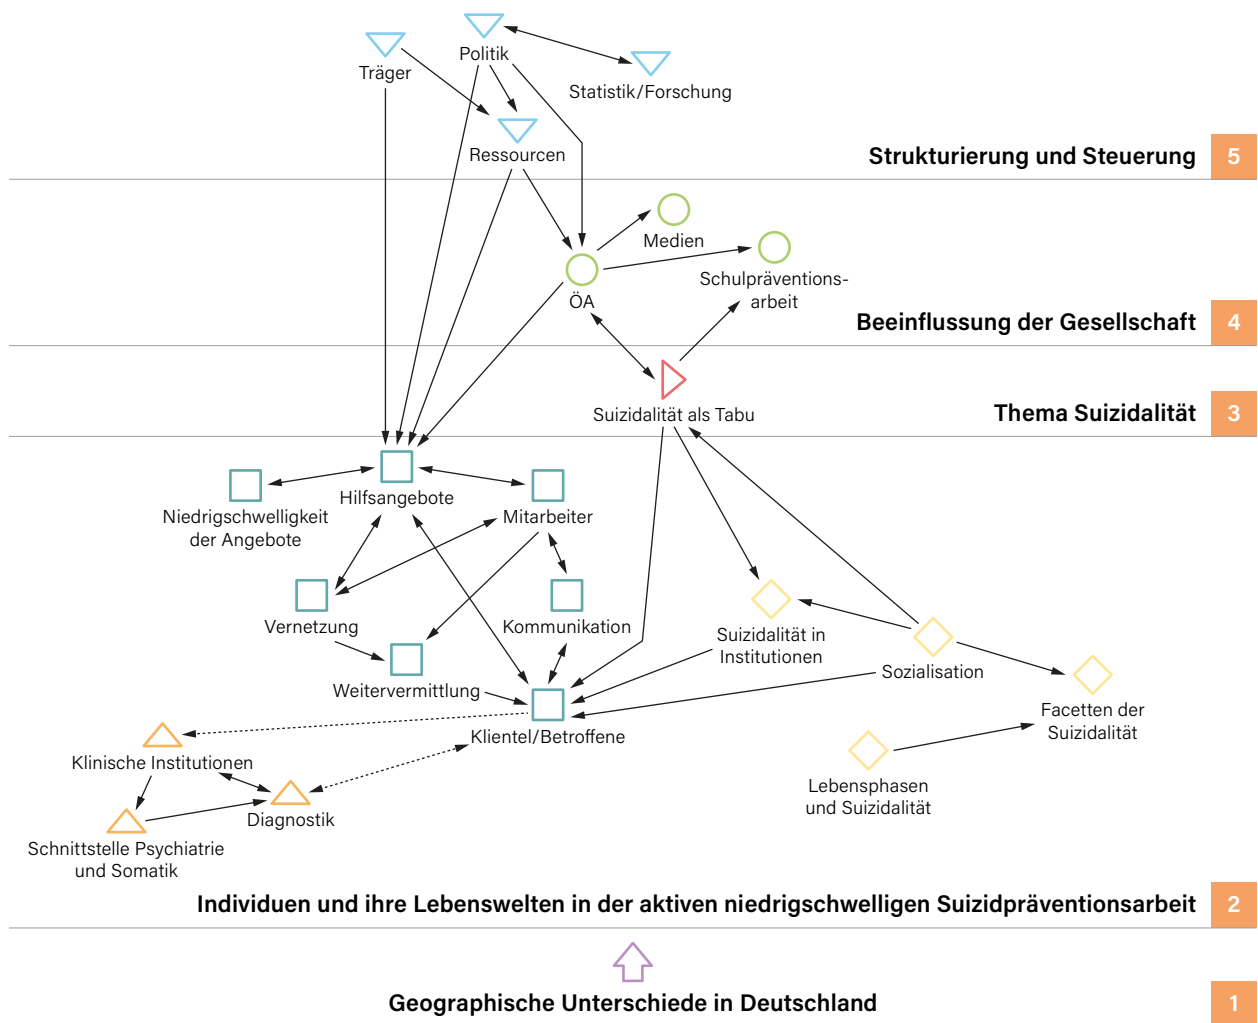 Politik
Träger
Statistik/Forschung
Ressourcen
Strukturierung und Steuerung
5
Medien
Schulpräventions-
arbeit
ÖA
Beeinflussung der Gesellschaft
4
Suizidalität als Tabu
Thema Suizidalität
3
Hilfsangebote
Niedrigschwelligkeit
der Angebote
Mitarbeiter
Vernetzung
Kommunikation
Suizidalität in
Institutionen
Sozialisation
Weitervermittlung
Facetten der
Suizidalität
Klientel/Betroffene
Klinische Institutionen
Lebensphasen
und Suizidalität
Diagnostik
Schnittstelle Psychiatrie
und Somatik
Individuen und ihre Lebenswelten in der aktiven niedrigschwelligen Suizidpräventionsarbeit
2
Geographische Unterschiede in Deutschland
1